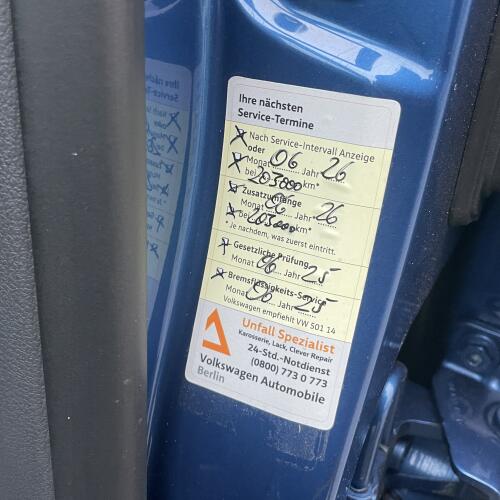 Ihre nächsten
Service-Termine
x Nach Service-Intervall Anzeige
oder
x Monat 06 Jahr 26
bei 203000 km*
x Zusatzumfänge
Monat 06 Jahr 26
x bei 203000 km*
* Je nachdem, was zuerst eintritt.
x Gesetzliche Prüfung
Monat 06 Jahr 25
x Bremsflüssigkeits-Service
Monat 06 Jahr 25
Volkswagen empfiehlt VW 501 14
Unfall Spezialist
Karosserie, Lack, Clever Repair
24-Std.-Notdienst
(0800) 773 0 773
Volkswagen Automobile
Berlin